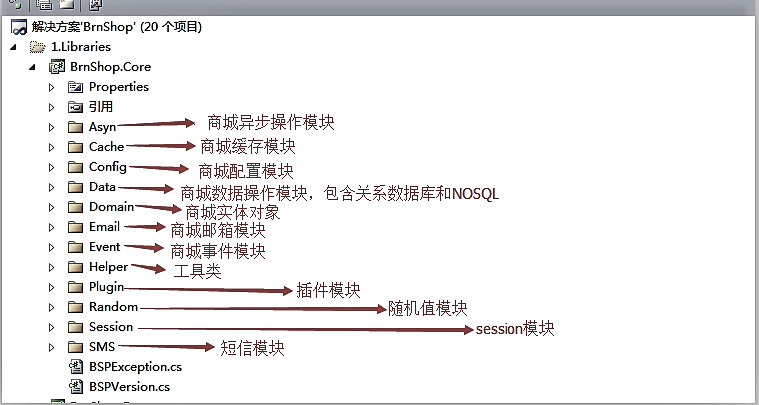 解决方案'BrnShop' (20 个项目)
1.Libraries
BrnShop.Core
Properties
引用
Asyn 商城异步操作模块
Cache 商城缓存模块
Config 商城配置模块
Data 商城数据操作模块，包含关系数据库和NOSQL
Domain 商城实体对象
Email 商城邮箱模块
Event 商城事件模块
Helper 工具类
Plugin 插件模块
Random 随机值模块
Session session模块
SMS 短信模块
BSPException.cs
BSPVersion.cs